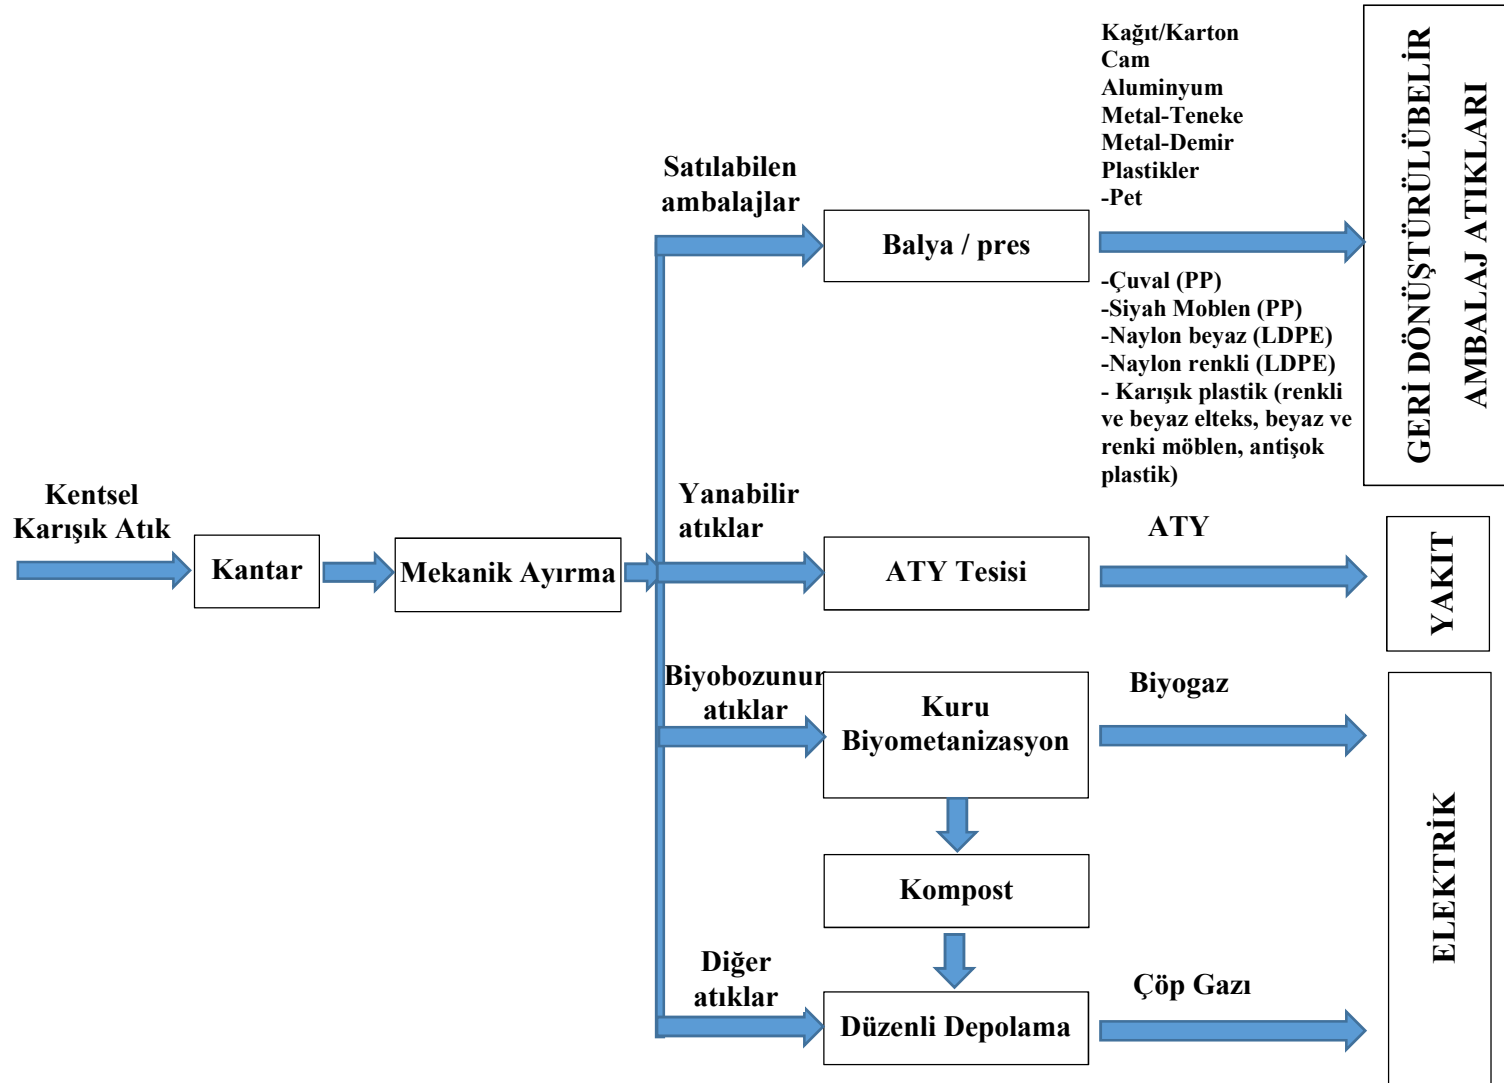 Kağıt/Karton
Cam
Aluminyum
Metal-Teneke
Metal-Demir
Plastikler
-Pet
Satılabilen
ambalajlar
Balya / pres
-Çuval (PP)
-Siyah Moblen (PP)
-Naylon beyaz (LDPE)
-Naylon renkli (LDPE)
- Karışık plastik (renkli
ve beyaz elteks, beyaz ve
renki möblen, antişok
plastik)
GERİ DÖNÜŞTÜRÜLÜBELİR
AMBALAJ ATIKLARI
Kentsel
Karışık Atık
Kantar
Mekanik Ayırma
Yanabilir
atıklar
ATY Tesisi
ATY
YAKIT
Biyobozunur
atıklar
Kuru
Biyometanizasyon
Biyogaz
Kompost
Diğer
atıklar
Düzenli Depolama
Çöp Gazı
ELEKTRİK